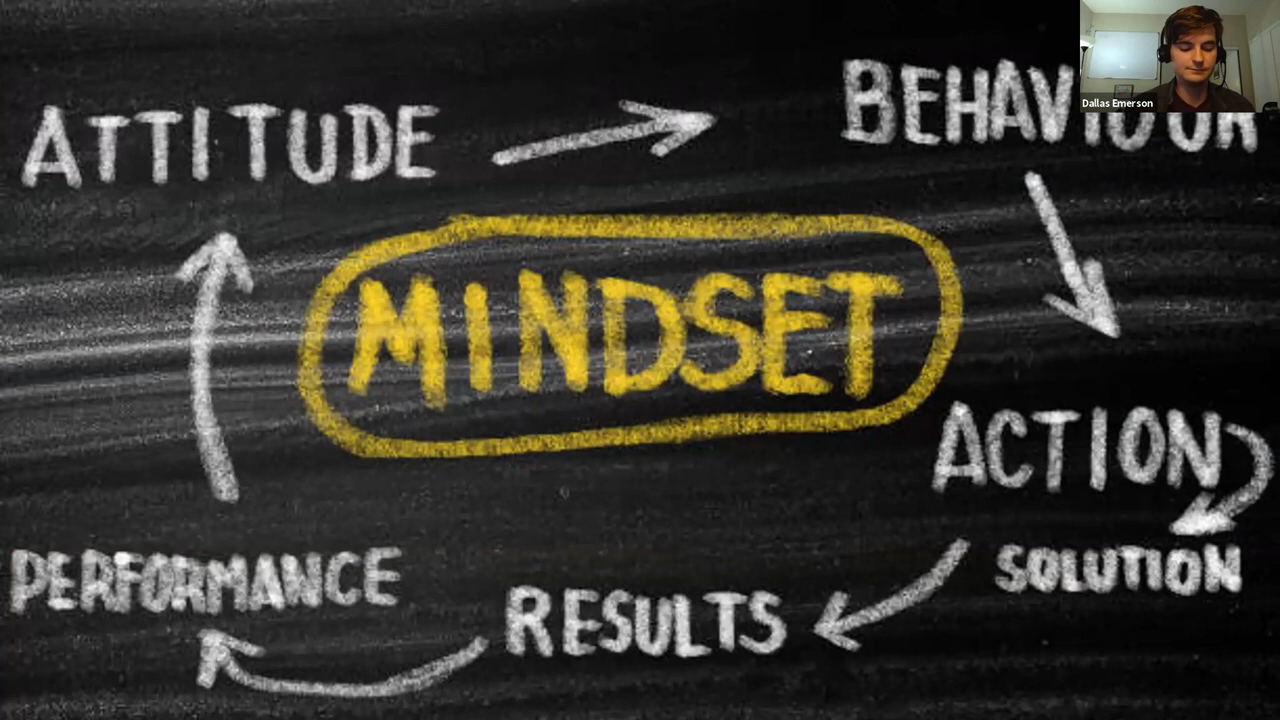 Dallas Emerson
ATTITUDE
BEHAVIOUR
MINDSET
ACTION
SOLUTION
PERFORMANCE
RESULTS